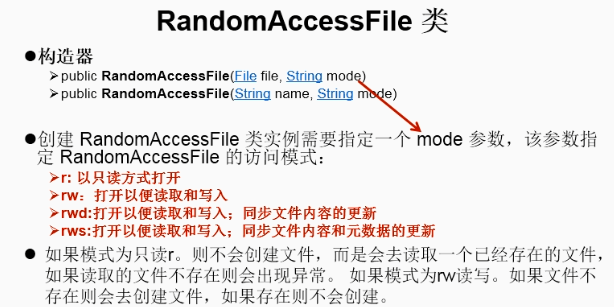 RandomAccessFile 类
●构造器
➢public RandomAccessFile(File file, String mode)
➢public RandomAccessFile(String name, String mode)
●创建 RandomAccessFile 类实例需要指定一个 mode 参数，该参数指
定 RandomAccessFile 的访问模式：
➢r: 以只读方式打开
➢rw：打开以便读取和写入
➢rwd:打开以便读取和写入；同步文件内容的更新
➢rws:打开以便读取和写入；同步文件内容和元数据的更新
● 如果模式为只读r。则不会创建文件，而是会去读取一个已经存在的文件，
如果读取的文件不存在则会出现异常。 如果模式为rw读写。如果文件不
存在则会去创建文件，如果存在则不会创建。